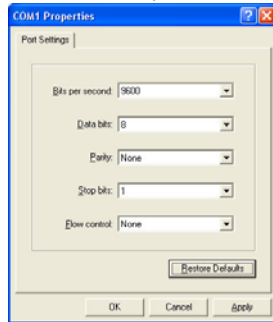 COM1 Properties
Port Settings
Bits per second: 9600
Data bits: 8
Parity: None
Stop bits: 1
Flow control: None
Restore Defaults
OK Cancel Apply